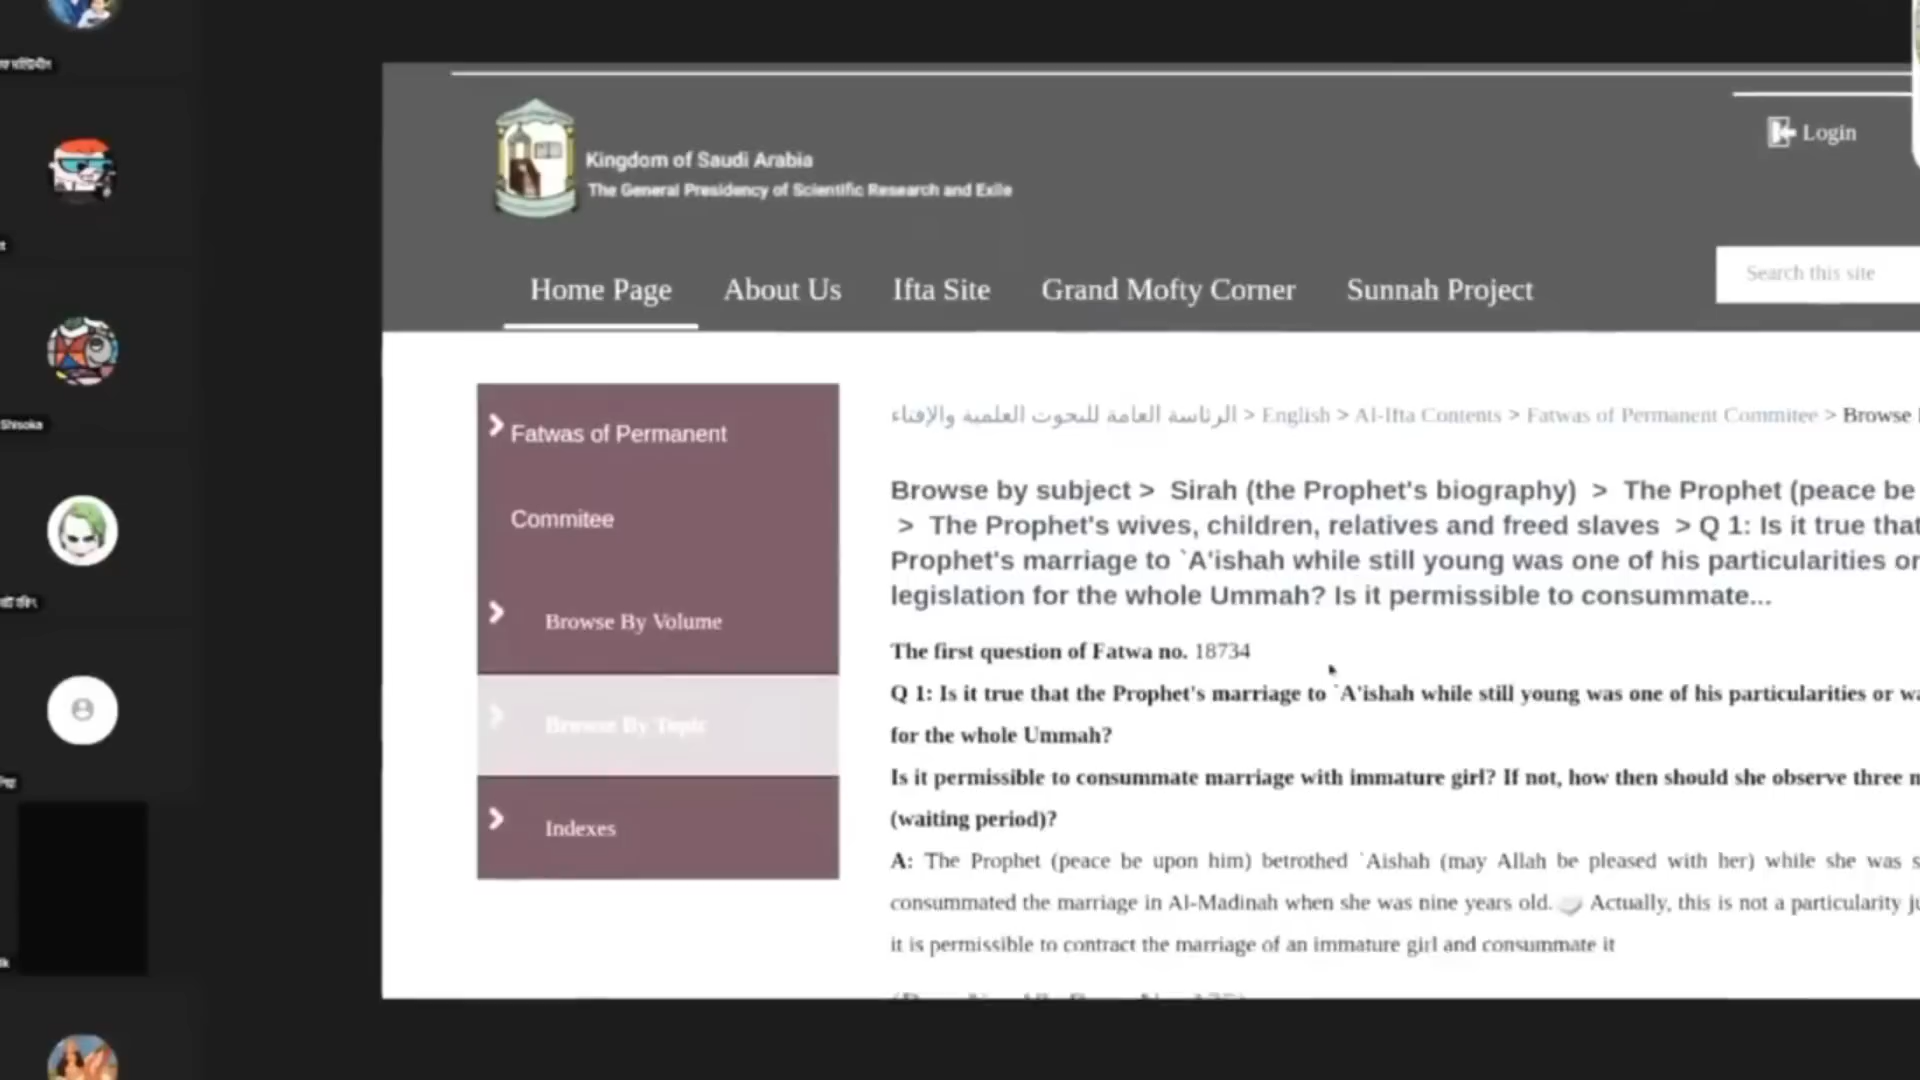 Kingdom of Saudi Arabia
The General Presidency of Scientific Research and Exile
Login
Home Page
About Us
Ifta Site
Grand Mofty Corner
Sunnah Project
Search this site
Fatwas of Permanent
Commitee
Browse By Volume
Browse By Topic
Indexes
الرئاسة العامة للبحوث العلمية والإفتاء > English > Al-Ifta Contents > Fatwas of Permanent Commitee > Browse
Browse by subject > Sirah (the Prophet's biography) > The Prophet (peace be
> The Prophet's wives, children, relatives and freed slaves > Q 1: Is it true that
Prophet's marriage to `A'ishah while still young was one of his particularities or
legislation for the whole Ummah? Is it permissible to consummate...
The first question of Fatwa no. 18734
Q 1: Is it true that the Prophet's marriage to `A'ishah while still young was one of his particularities or
for the whole Ummah?
Is it permissible to consummate marriage with immature girl? If not, how then should she observe three
(waiting period)?
A: The Prophet (peace be upon him) betrothed `Aishah (may Allah be pleased with her) while she was
consummated the marriage in Al-Madinah when she was nine years old. Actually, this is not a particularity
it is permissible to contract the marriage of an immature girl and consummate it
Shisoka